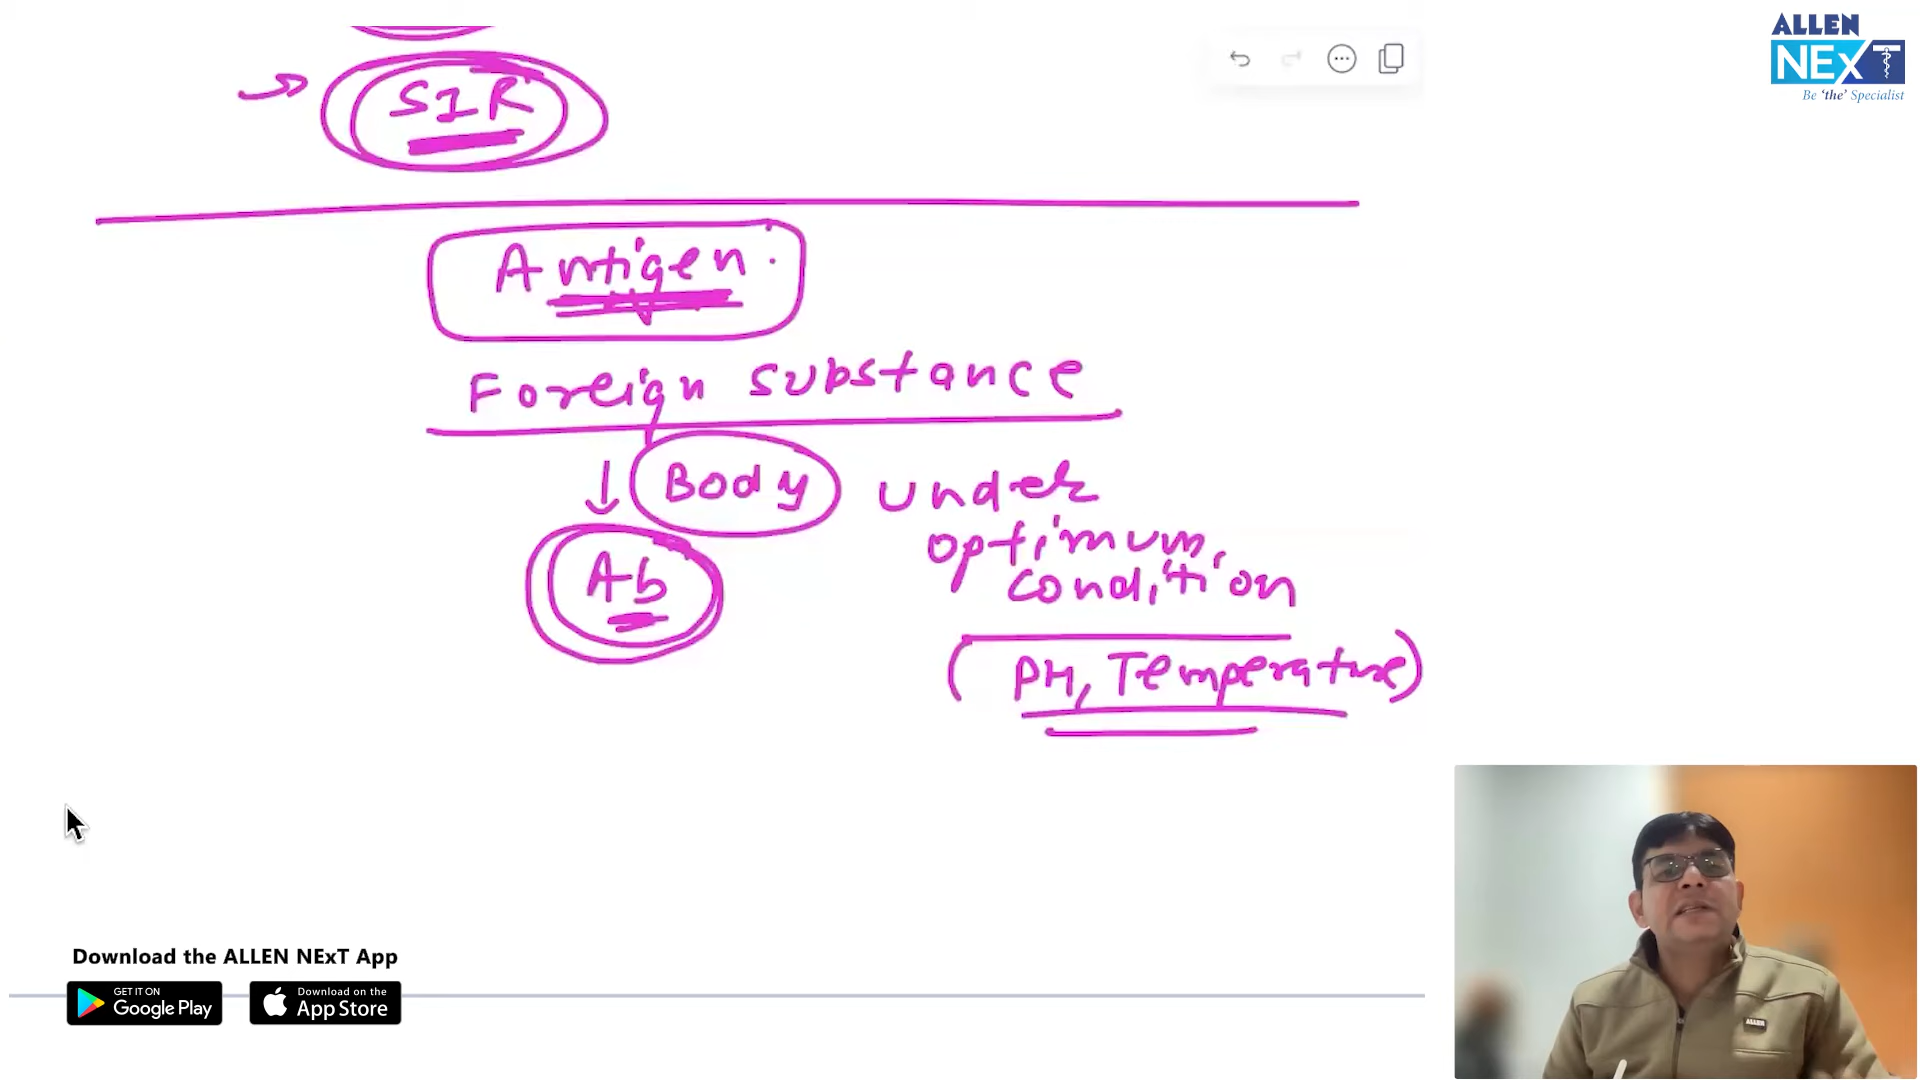 SIR
Antigen
Foreign substance
Body under
optimum
condition
Ab
(PH, Temperature)
ALLEN
NExT
Be 'the' Specialist
Download the ALLEN NExT App
GET IT ON
Google Play
Download on the
App Store
ALLEN